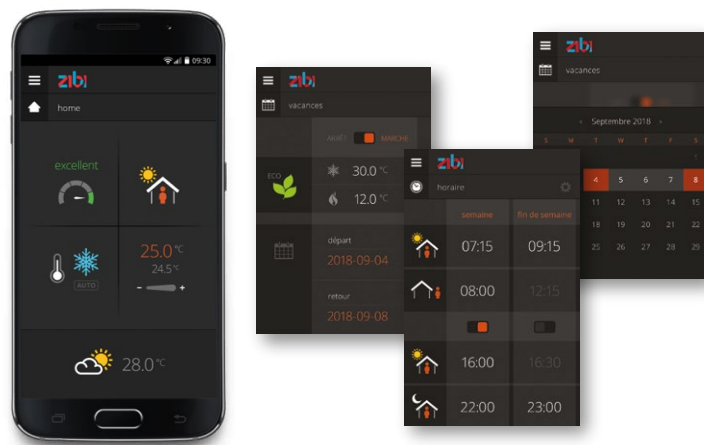 09:30
zibi
home
excellent
25.0 °C
24.5 °C
AUTO
- +
28.0 °C
zibi
vacances
ARRÊT MARCHE
ECO
30.0 °C
12.0 °C
départ
2018-09-04
retour
2018-09-08
zibi
horaire
semaine fin de semaine
07:15 09:15
08:00 12:15
16:00 16:30
22:00 23:00
zibi
vacances
‹ Septembre 2018 ›
S M T W T F S
4 5 6 7 8
11 12 13 14 15
18 19 20 21 22
25 26 27 28 29